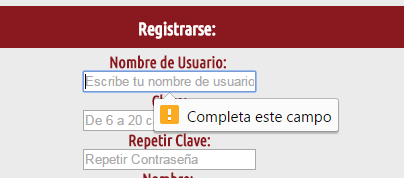 Registrarse:
Nombre de Usuario:
Escribe tu nombre de usuario
Completa este campo
De 6 a 20 c
Repetir Clave:
Repetir Contraseña
Nombre: